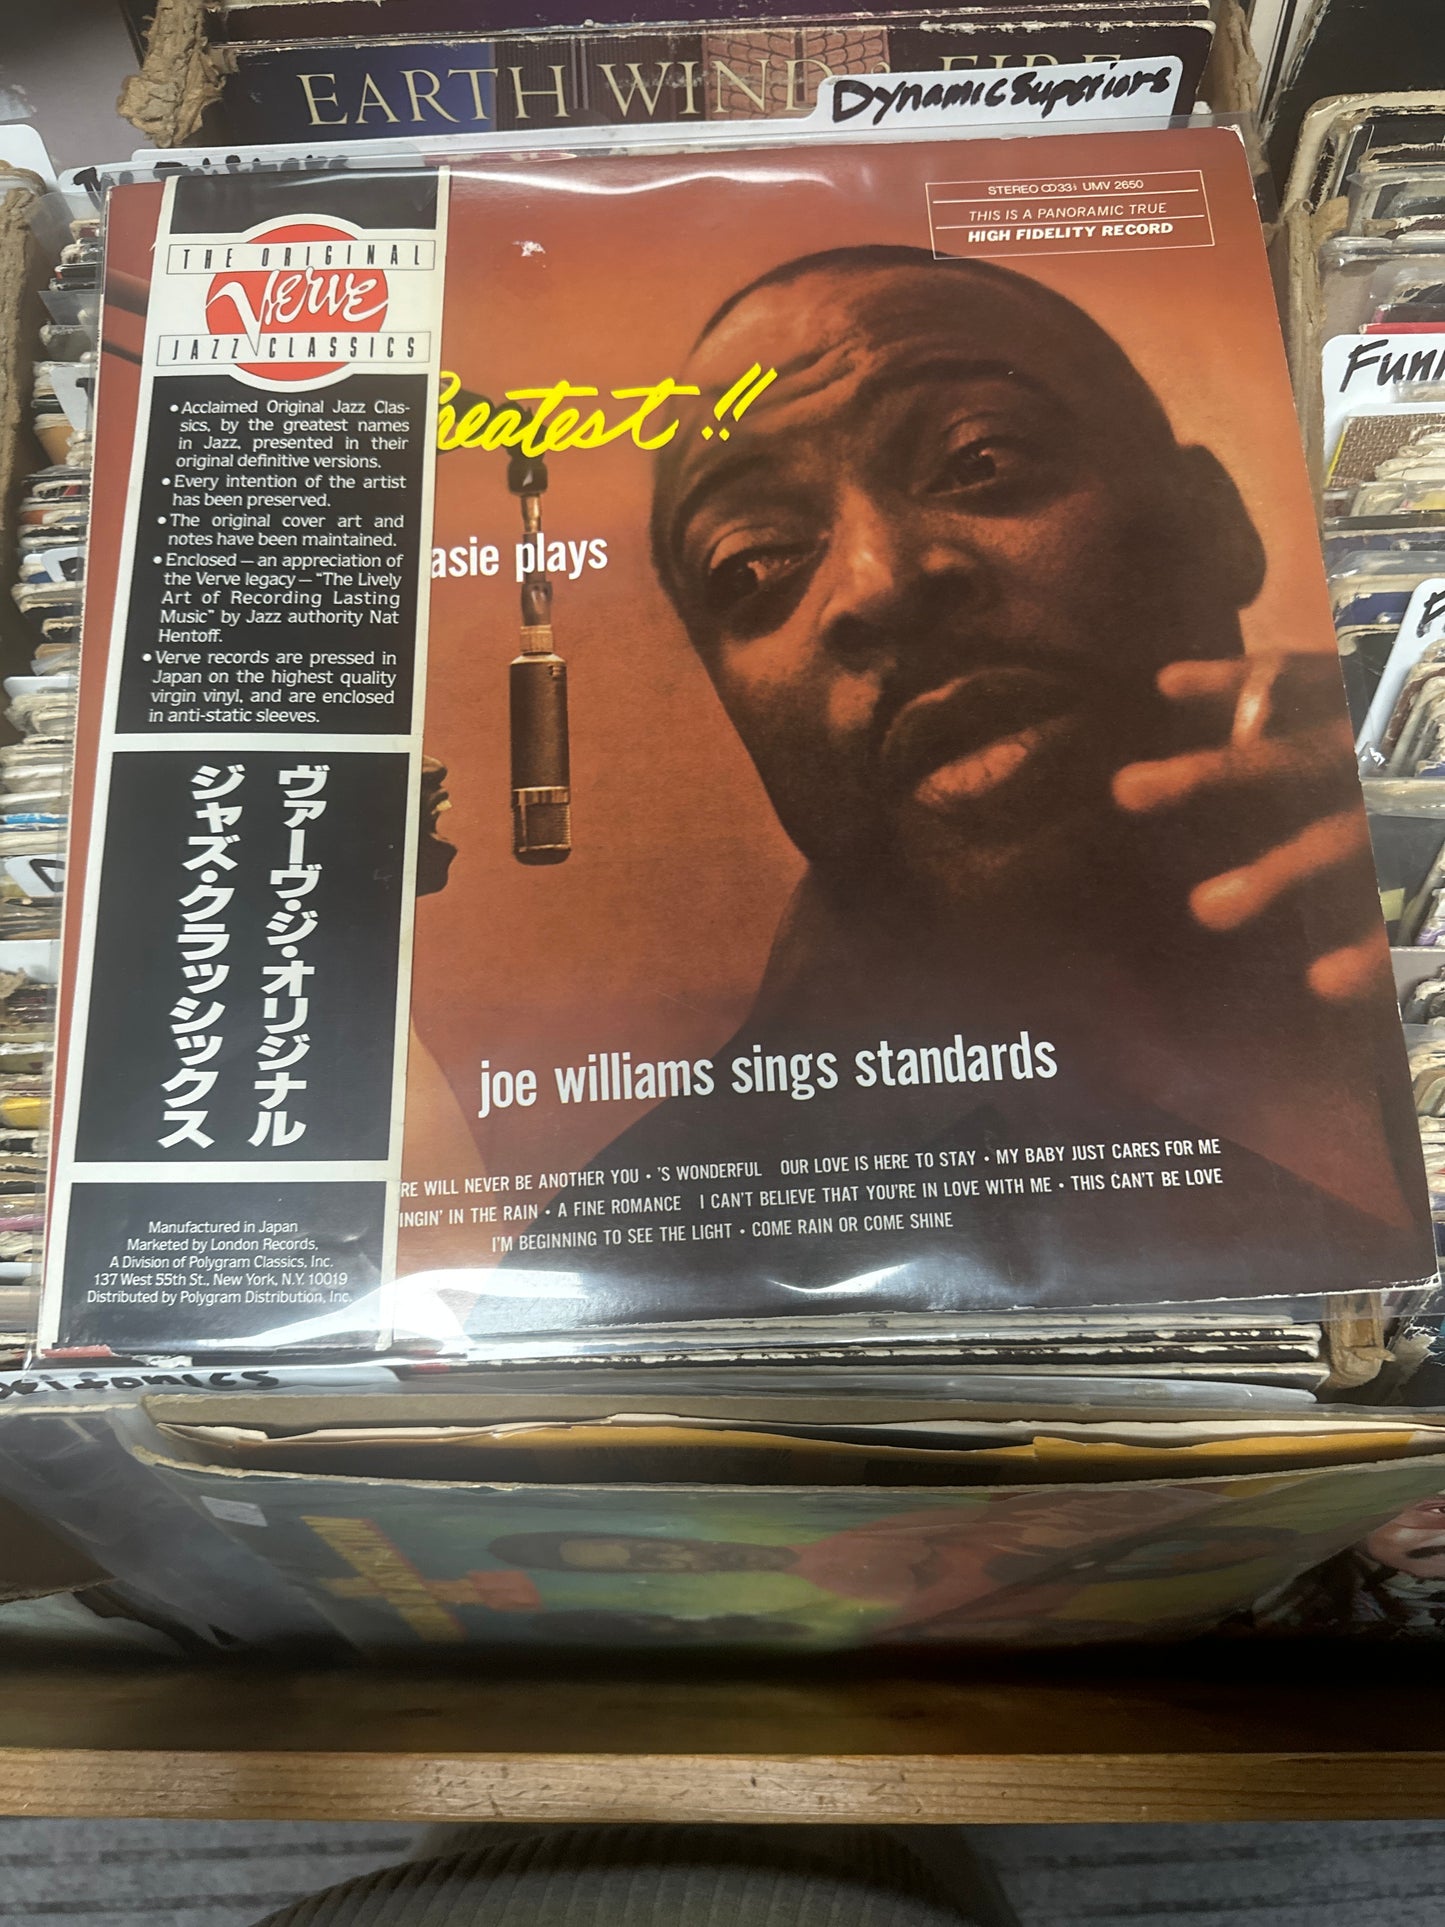 EARTH WIND & FIRE
Dynamic Superiors
STEREO 33⅓ UMV 2650
THIS IS A PANORAMIC TRUE
HIGH FIDELITY RECORD
THE ORIGINAL
Verve
JAZZ CLASSICS
• Acclaimed Original Jazz Clas-
sics, by the greatest names
in Jazz, presented in their
original definitive versions.
• Every intention of the artist
has been preserved.
• The original cover art and
notes have been maintained.
• Enclosed — an appreciation of
the Verve legacy — "The Lively
Art of Recording Lasting
Music" by Jazz authority Nat
Hentoff.
• Verve records are pressed in
Japan on the highest quality
virgin vinyl, and are enclosed
in anti-static sleeves.
ヴァーヴ・ジ・オリジナル
ジャズ・クラッシックス
Manufactured in Japan
Marketed by London Records,
A Division of Polygram Classics, Inc.
137 West 55th St., New York, N.Y. 10019
Distributed by Polygram Distribution, Inc.
reatest!!
asie plays
joe williams sings standards
RE WILL NEVER BE ANOTHER YOU • 'S WONDERFUL OUR LOVE IS HERE TO STAY • MY BABY JUST CARES FOR ME
INGIN' IN THE RAIN • A FINE ROMANCE I CAN'T BELIEVE THAT YOU'RE IN LOVE WITH ME • THIS CAN'T BE LOVE
I'M BEGINNING TO SEE THE LIGHT • COME RAIN OR COME SHINE